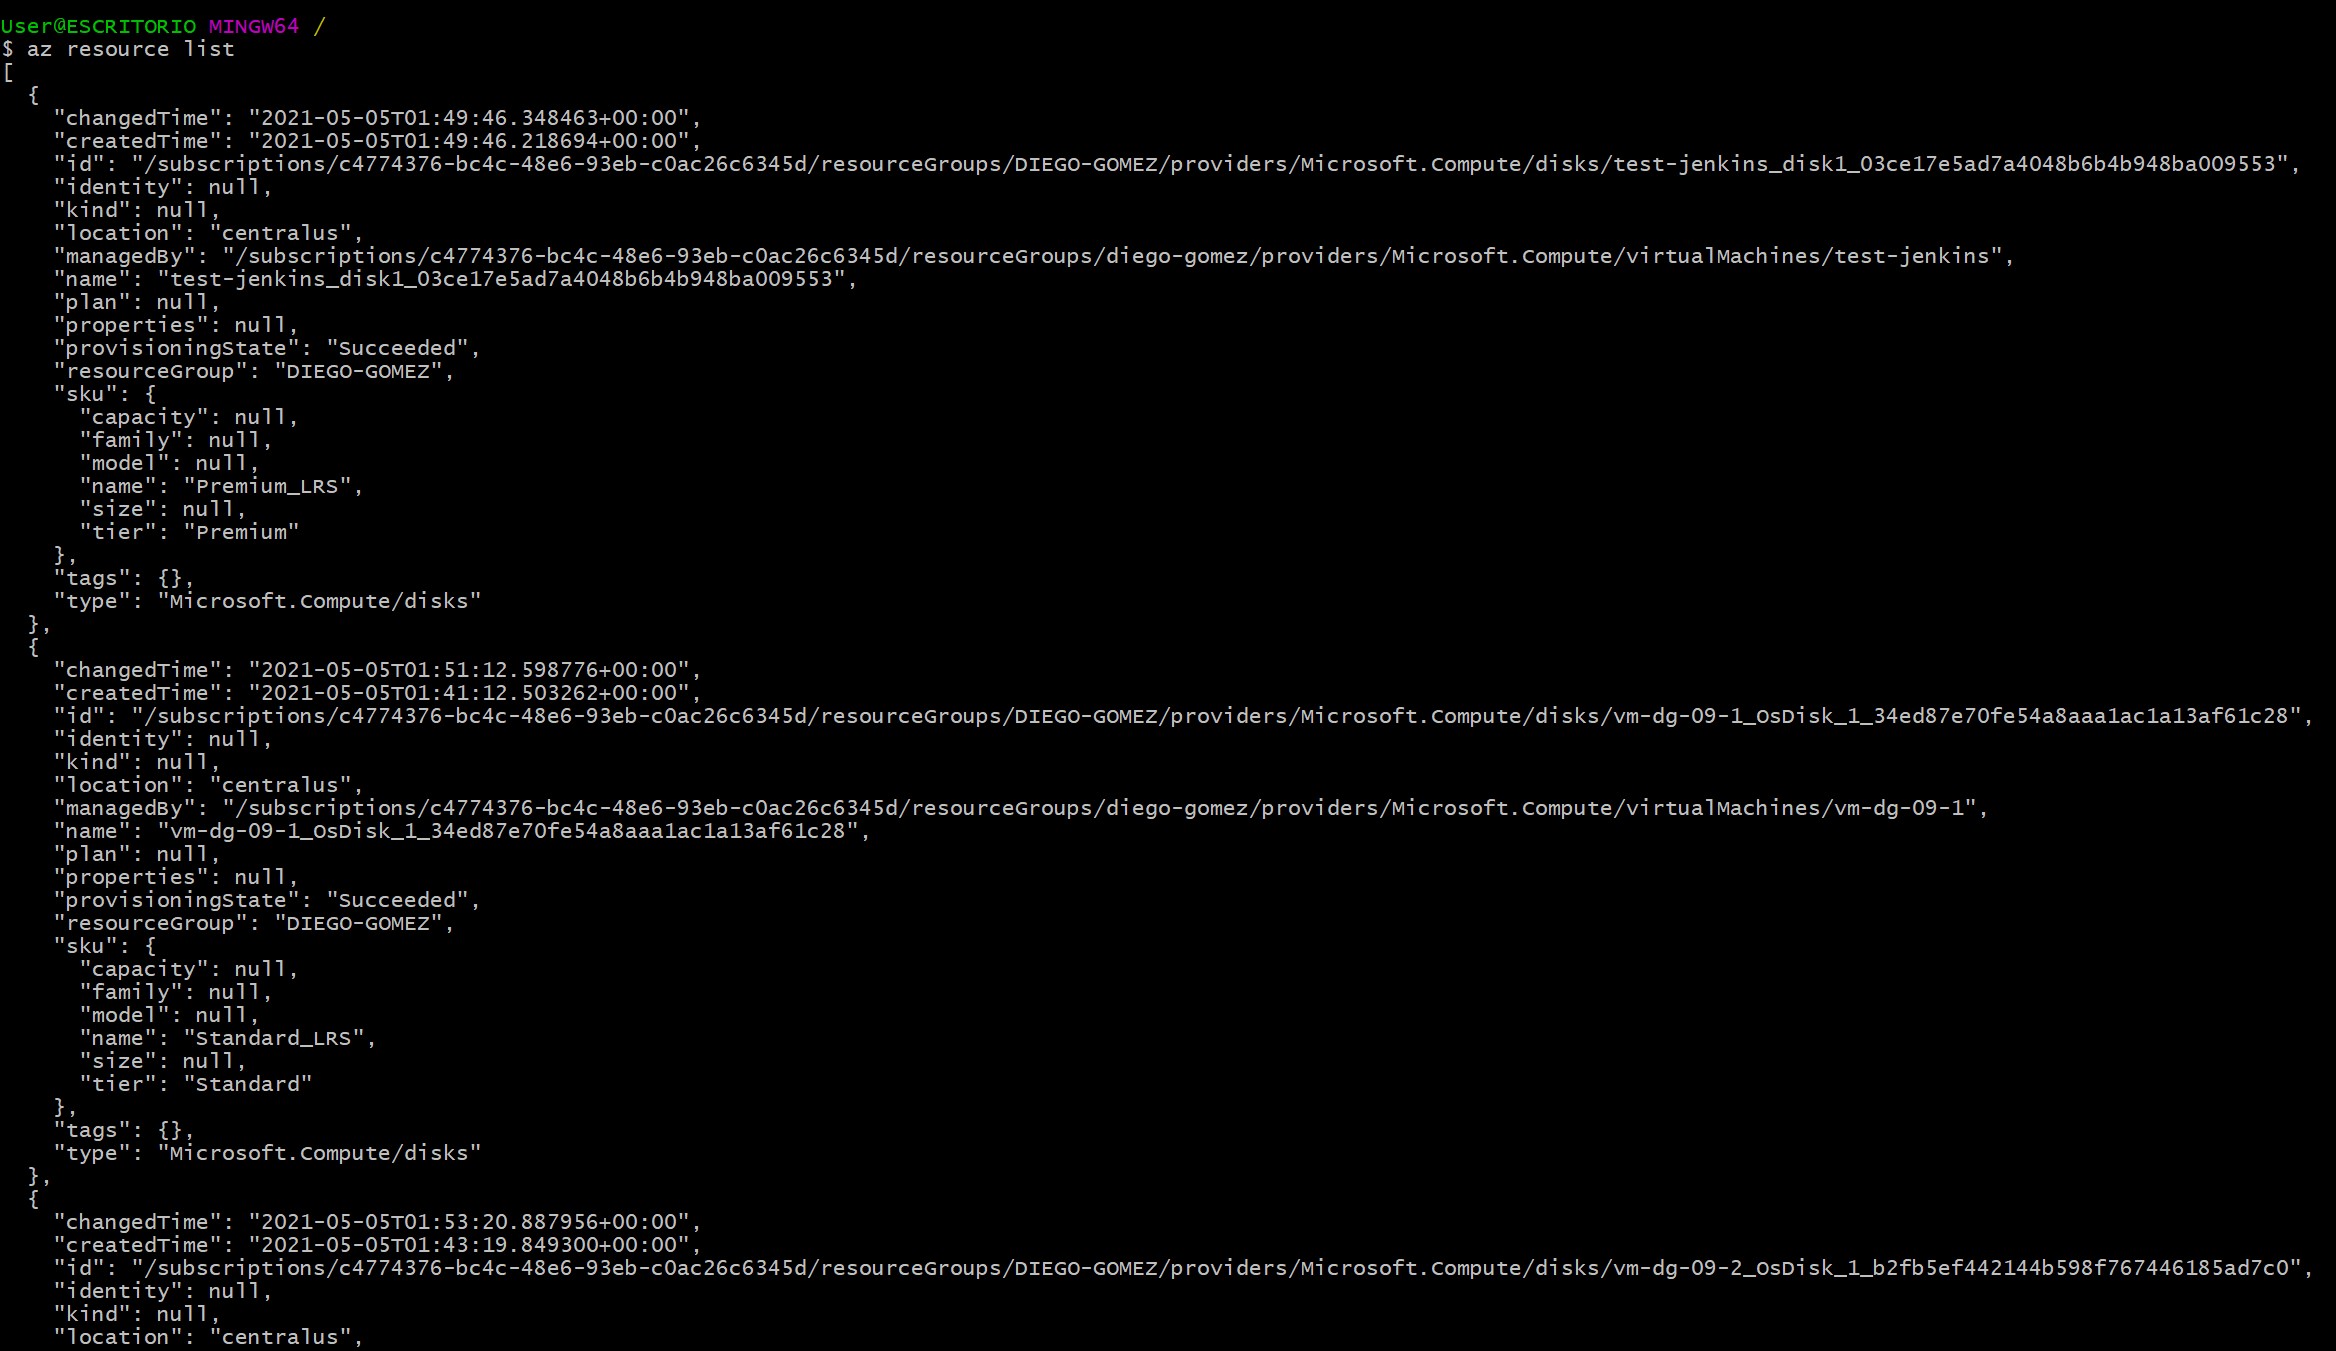 User@ESCRITORIO MINGW64 /
$ az resource list
[
  {
    "changedTime": "2021-05-05T01:49:46.348463+00:00",
    "createdTime": "2021-05-05T01:49:46.218694+00:00",
    "id": "/subscriptions/c4774376-bc4c-48e6-93eb-c0ac26c6345d/resourceGroups/DIEGO-GOMEZ/providers/Microsoft.Compute/disks/test-jenkins_disk1_03ce17e5ad7a4048b6b4b948ba009553",
    "identity": null,
    "kind": null,
    "location": "centralus",
    "managedBy": "/subscriptions/c4774376-bc4c-48e6-93eb-c0ac26c6345d/resourceGroups/diego-gomez/providers/Microsoft.Compute/virtualMachines/test-jenkins",
    "name": "test-jenkins_disk1_03ce17e5ad7a4048b6b4b948ba009553",
    "plan": null,
    "properties": null,
    "provisioningState": "Succeeded",
    "resourceGroup": "DIEGO-GOMEZ",
    "sku": {
      "capacity": null,
      "family": null,
      "model": null,
      "name": "Premium_LRS",
      "size": null,
      "tier": "Premium"
    },
    "tags": {},
    "type": "Microsoft.Compute/disks"
  },
  {
    "changedTime": "2021-05-05T01:51:12.598776+00:00",
    "createdTime": "2021-05-05T01:41:12.503262+00:00",
    "id": "/subscriptions/c4774376-bc4c-48e6-93eb-c0ac26c6345d/resourceGroups/DIEGO-GOMEZ/providers/Microsoft.Compute/disks/vm-dg-09-1_OsDisk_1_34ed87e70fe54a8aaa1ac1a13af61c28",
    "identity": null,
    "kind": null,
    "location": "centralus",
    "managedBy": "/subscriptions/c4774376-bc4c-48e6-93eb-c0ac26c6345d/resourceGroups/diego-gomez/providers/Microsoft.Compute/virtualMachines/vm-dg-09-1",
    "name": "vm-dg-09-1_OsDisk_1_34ed87e70fe54a8aaa1ac1a13af61c28",
    "plan": null,
    "properties": null,
    "provisioningState": "Succeeded",
    "resourceGroup": "DIEGO-GOMEZ",
    "sku": {
      "capacity": null,
      "family": null,
      "model": null,
      "name": "Standard_LRS",
      "size": null,
      "tier": "Standard"
    },
    "tags": {},
    "type": "Microsoft.Compute/disks"
  },
  {
    "changedTime": "2021-05-05T01:53:20.887956+00:00",
    "createdTime": "2021-05-05T01:43:19.849300+00:00",
    "id": "/subscriptions/c4774376-bc4c-48e6-93eb-c0ac26c6345d/resourceGroups/DIEGO-GOMEZ/providers/Microsoft.Compute/disks/vm-dg-09-2_OsDisk_1_b2fb5ef442144b598f767446185ad7c0",
    "identity": null,
    "kind": null,
    "location": "centralus",